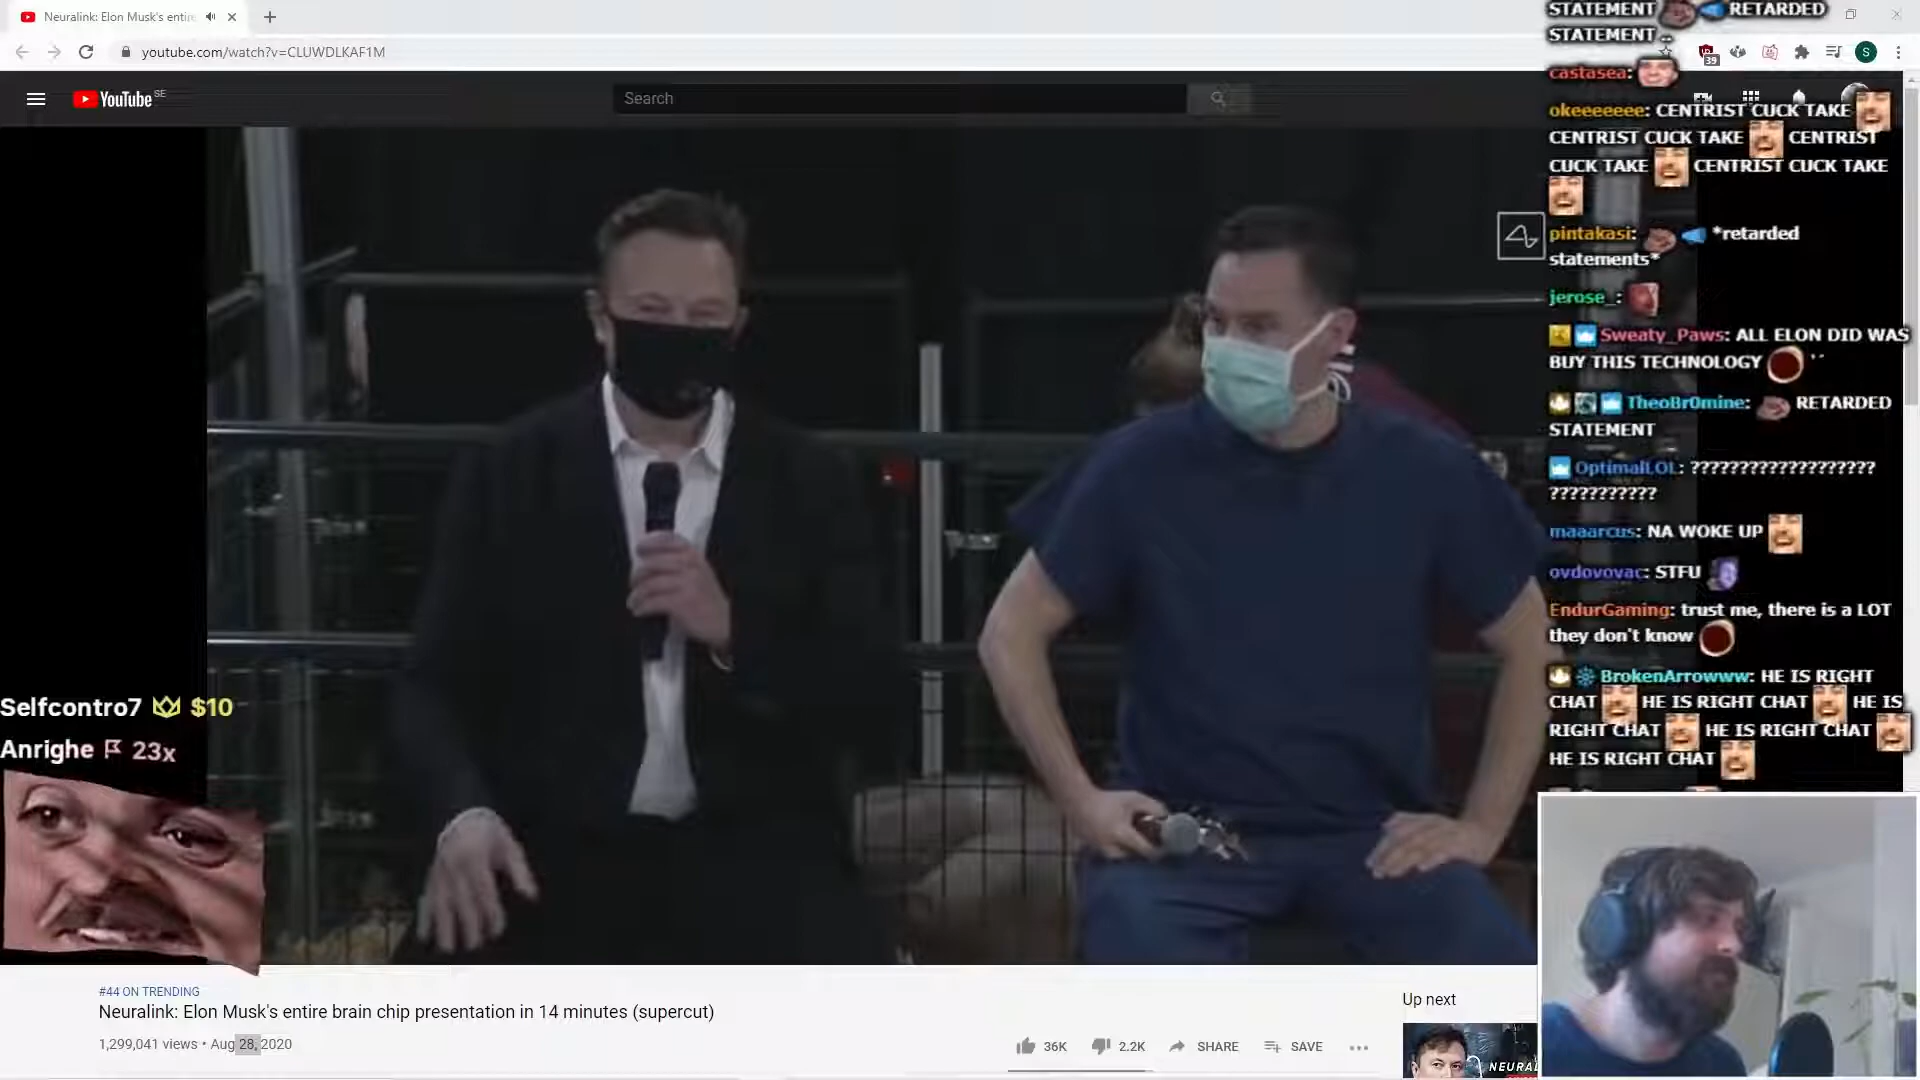 Neuralink: Elon Musk's entire
youtube.com/watch?v=CLUWDLKAF1M
39
S
YouTube SE
Search
STATEMENT RETARDED
STATEMENT ..
castasea:
okeeeeeee: CENTRIST CUCK TAKE
CENTRIST CUCK TAKE CENTRIST
CUCK TAKE CENTRIST CUCK TAKE
pintakasi: *retarded
statements*
jerose_:
Sweaty_Paws: ALL ELON DID WAS
BUY THIS TECHNOLOGY
TheoBr0mine: RETARDED
STATEMENT
OptimalLOL: ???????????????????
???????????
maaarcus: NA WOKE UP
ovdovovac: STFU
EndurGaming: trust me, there is a LOT
they don't know
BrokenArrowww: HE IS RIGHT
CHAT HE IS RIGHT CHAT HE IS
RIGHT CHAT HE IS RIGHT CHAT
HE IS RIGHT CHAT
Selfcontro7 $10
Anrighe 23x
#44 ON TRENDING
Neuralink: Elon Musk's entire brain chip presentation in 14 minutes (supercut)
1,299,041 views • Aug 28, 2020
36K 2.2K SHARE SAVE
Up next
NEURAL